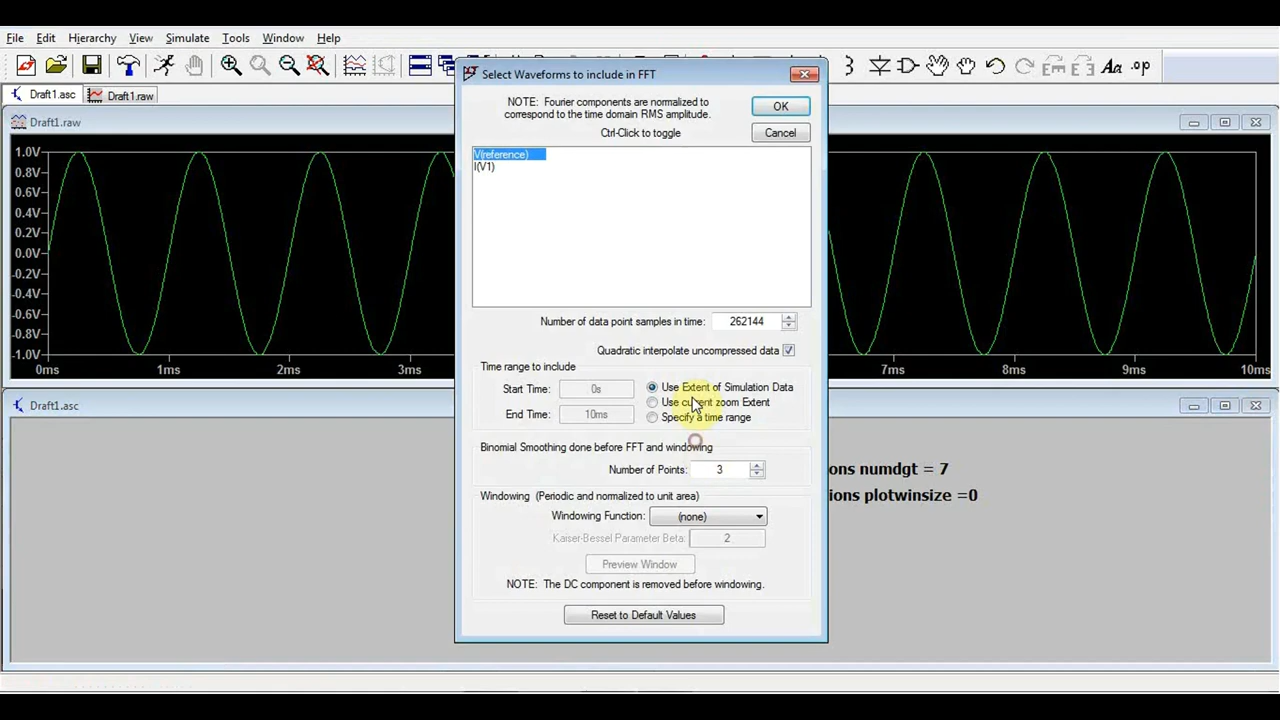 File Edit Hierarchy View Simulate Tools Window Help
Aa .op
Draft1.asc Draft1.raw
Draft1.raw
1.0V
0.8V
0.6V
0.4V
0.2V
0.0V
-0.2V
-0.4V
-0.6V
-0.8V
-1.0V
0ms 1ms 2ms 3ms 7ms 8ms 9ms 10ms
Select Waveforms to include in FFT
NOTE: Fourier components are normalized to
correspond to the time domain RMS amplitude.
Ctrl-Click to toggle
OK
Cancel
V(reference)
I(V1)
Number of data point samples in time: 262144
Quadratic interpolate uncompressed data
Time range to include
Start Time: 0s
End Time: 10ms
Use Extent of Simulation Data
Use current zoom Extent
Specify a time range
Binomial Smoothing done before FFT and windowing
Number of Points: 3
Windowing (Periodic and normalized to unit area)
Windowing Function: (none)
Kaiser-Bessel Parameter Beta: 2
Preview Window
NOTE: The DC component is removed before windowing.
Reset to Default Values
Draft1.asc
ons numdgt = 7
ions plotwinsize =0